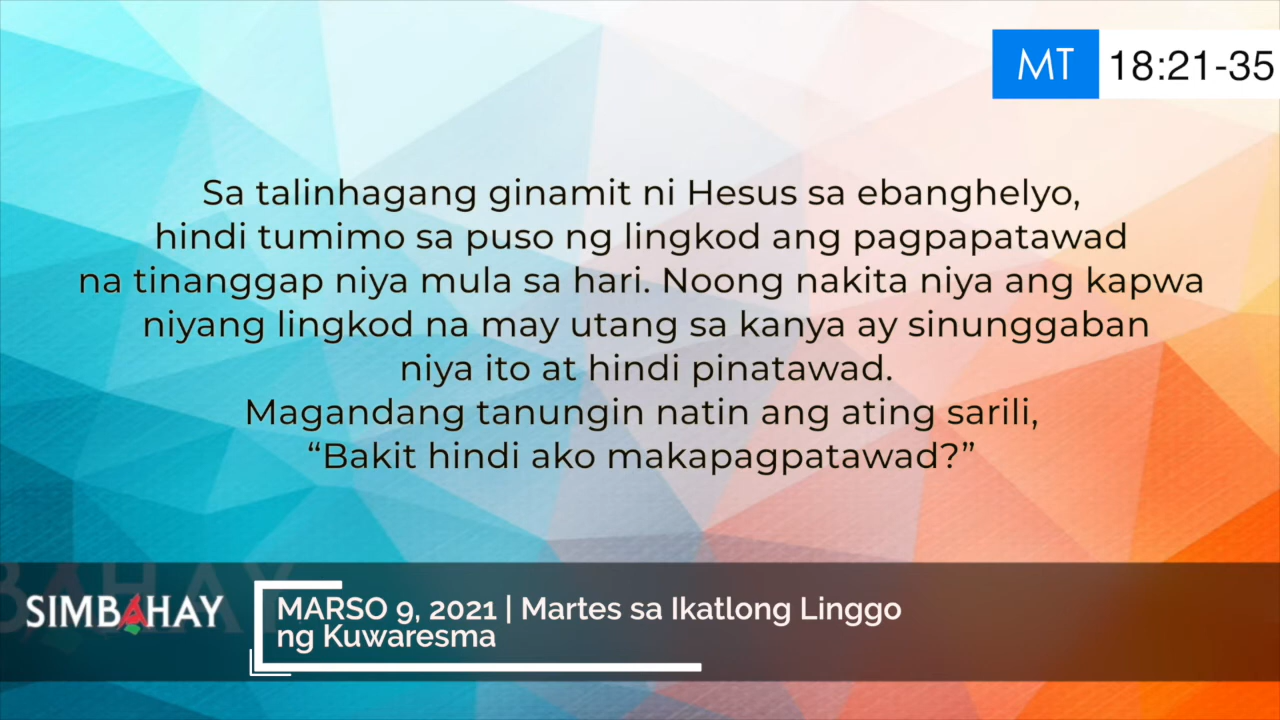 MT 18:21-35
Sa talinhagang ginamit ni Hesus sa ebanghelyo,
hindi tumimo sa puso ng lingkod ang pagpapatawad
na tinanggap niya mula sa hari. Noong nakita niya ang kapwa
niyang lingkod na may utang sa kanya ay sinunggaban
niya ito at hindi pinatawad.
Magandang tanungin natin ang ating sarili,
“Bakit hindi ako makapagpatawad?”
SIMBAHAY
MARSO 9, 2021 | Martes sa Ikatlong Linggo
ng Kuwaresma